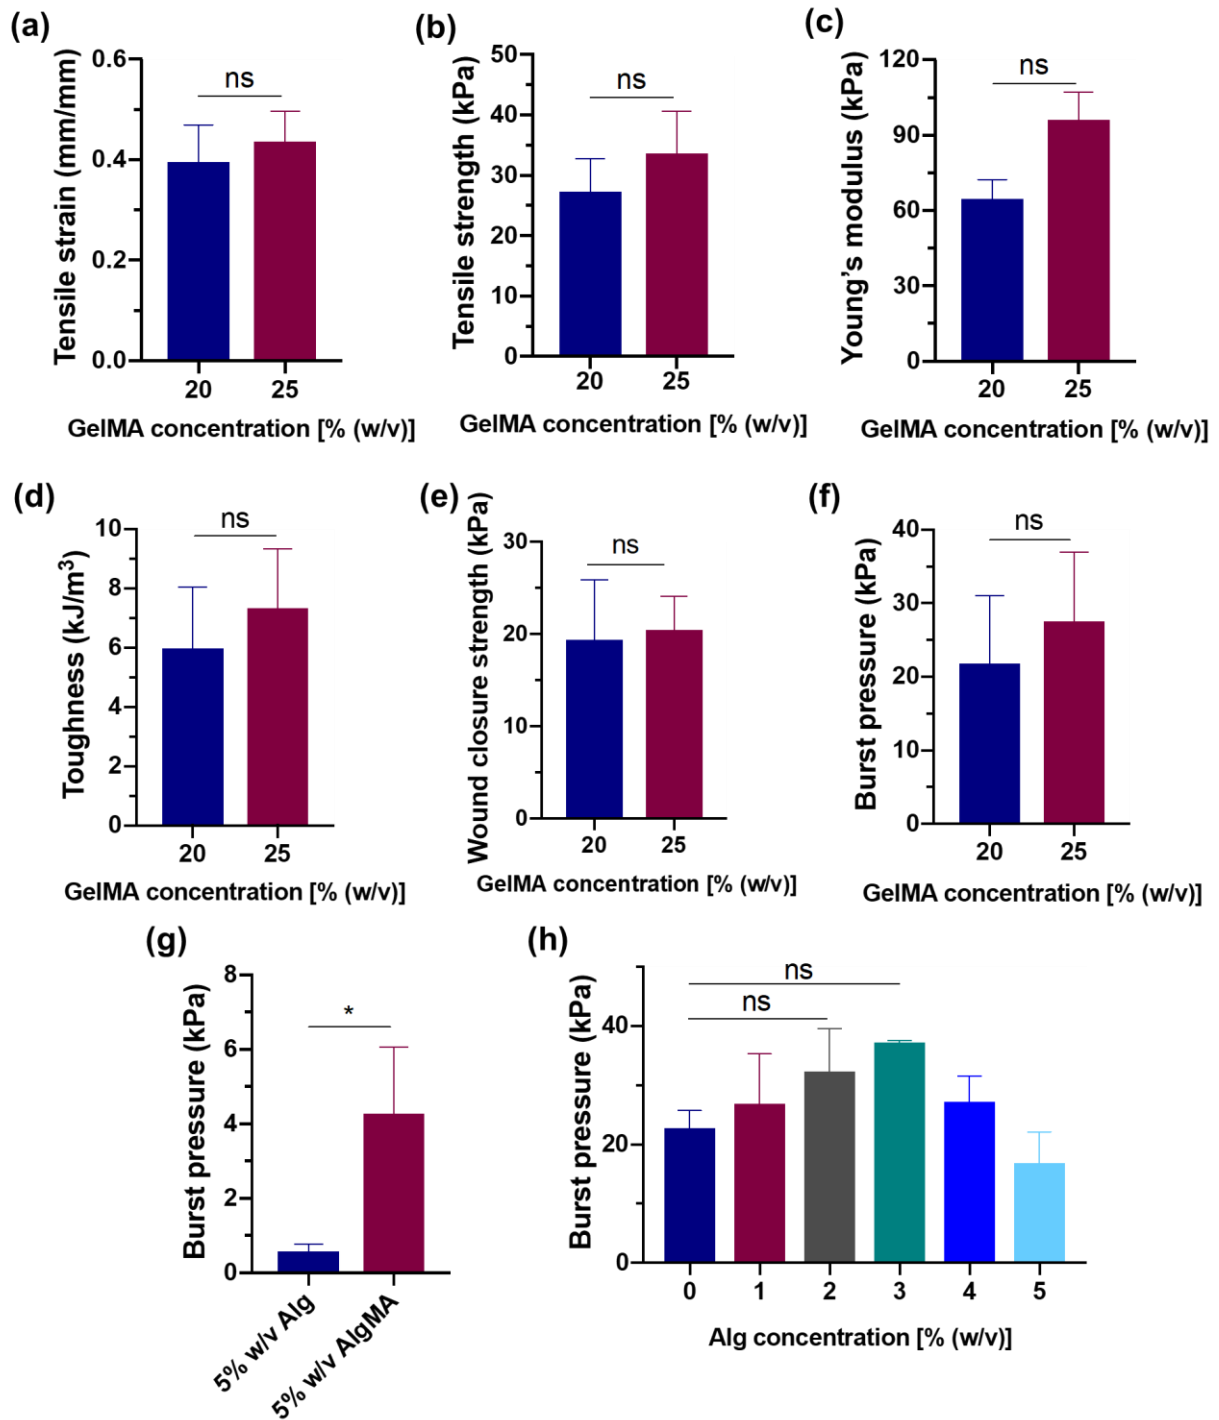 (a)
Tensile strain (mm/mm)
0.6
0.4
0.2
0.0
ns
20 25
GelMA concentration [% (w/v)]
(b)
Tensile strength (kPa)
50
40
30
20
10
0
ns
20 25
GelMA concentration [% (w/v)]
(c)
Young's modulus (kPa)
120
90
60
30
0
ns
20 25
GelMA concentration [% (w/v)]
(d)
Toughness (kJ/m³)
10
8
6
4
2
0
ns
20 25
GelMA concentration [% (w/v)]
(e)
Wound closure strength (kPa)
30
20
10
0
ns
20 25
GelMA concentration [% (w/v)]
(f)
Burst pressure (kPa)
40
30
20
10
0
ns
20 25
GelMA concentration [% (w/v)]
(g)
Burst pressure (kPa)
8
6
4
2
0
*
5% w/v Alg
5% w/v AlgMA
(h)
Burst pressure (kPa)
40
20
0
ns
ns
0 1 2 3 4 5
Alg concentration [% (w/v)]